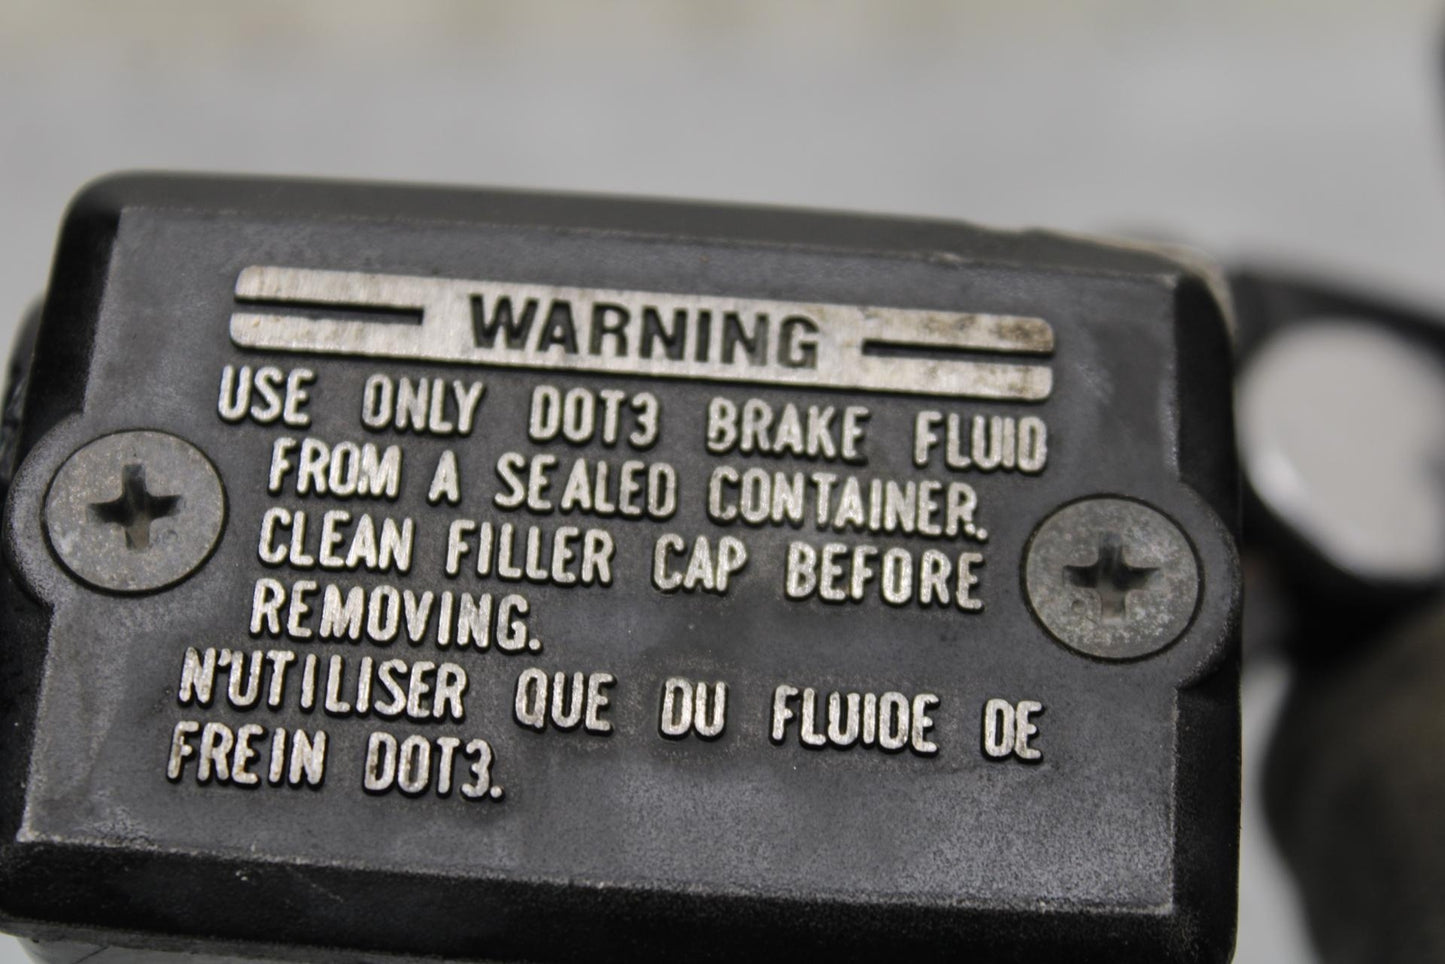 WARNING
USE ONLY DOT3 BRAKE FLUID
FROM A SEALED CONTAINER.
CLEAN FILLER CAP BEFORE
REMOVING.
N'UTILISER QUE DU FLUIDE DE
FREIN DOT3.